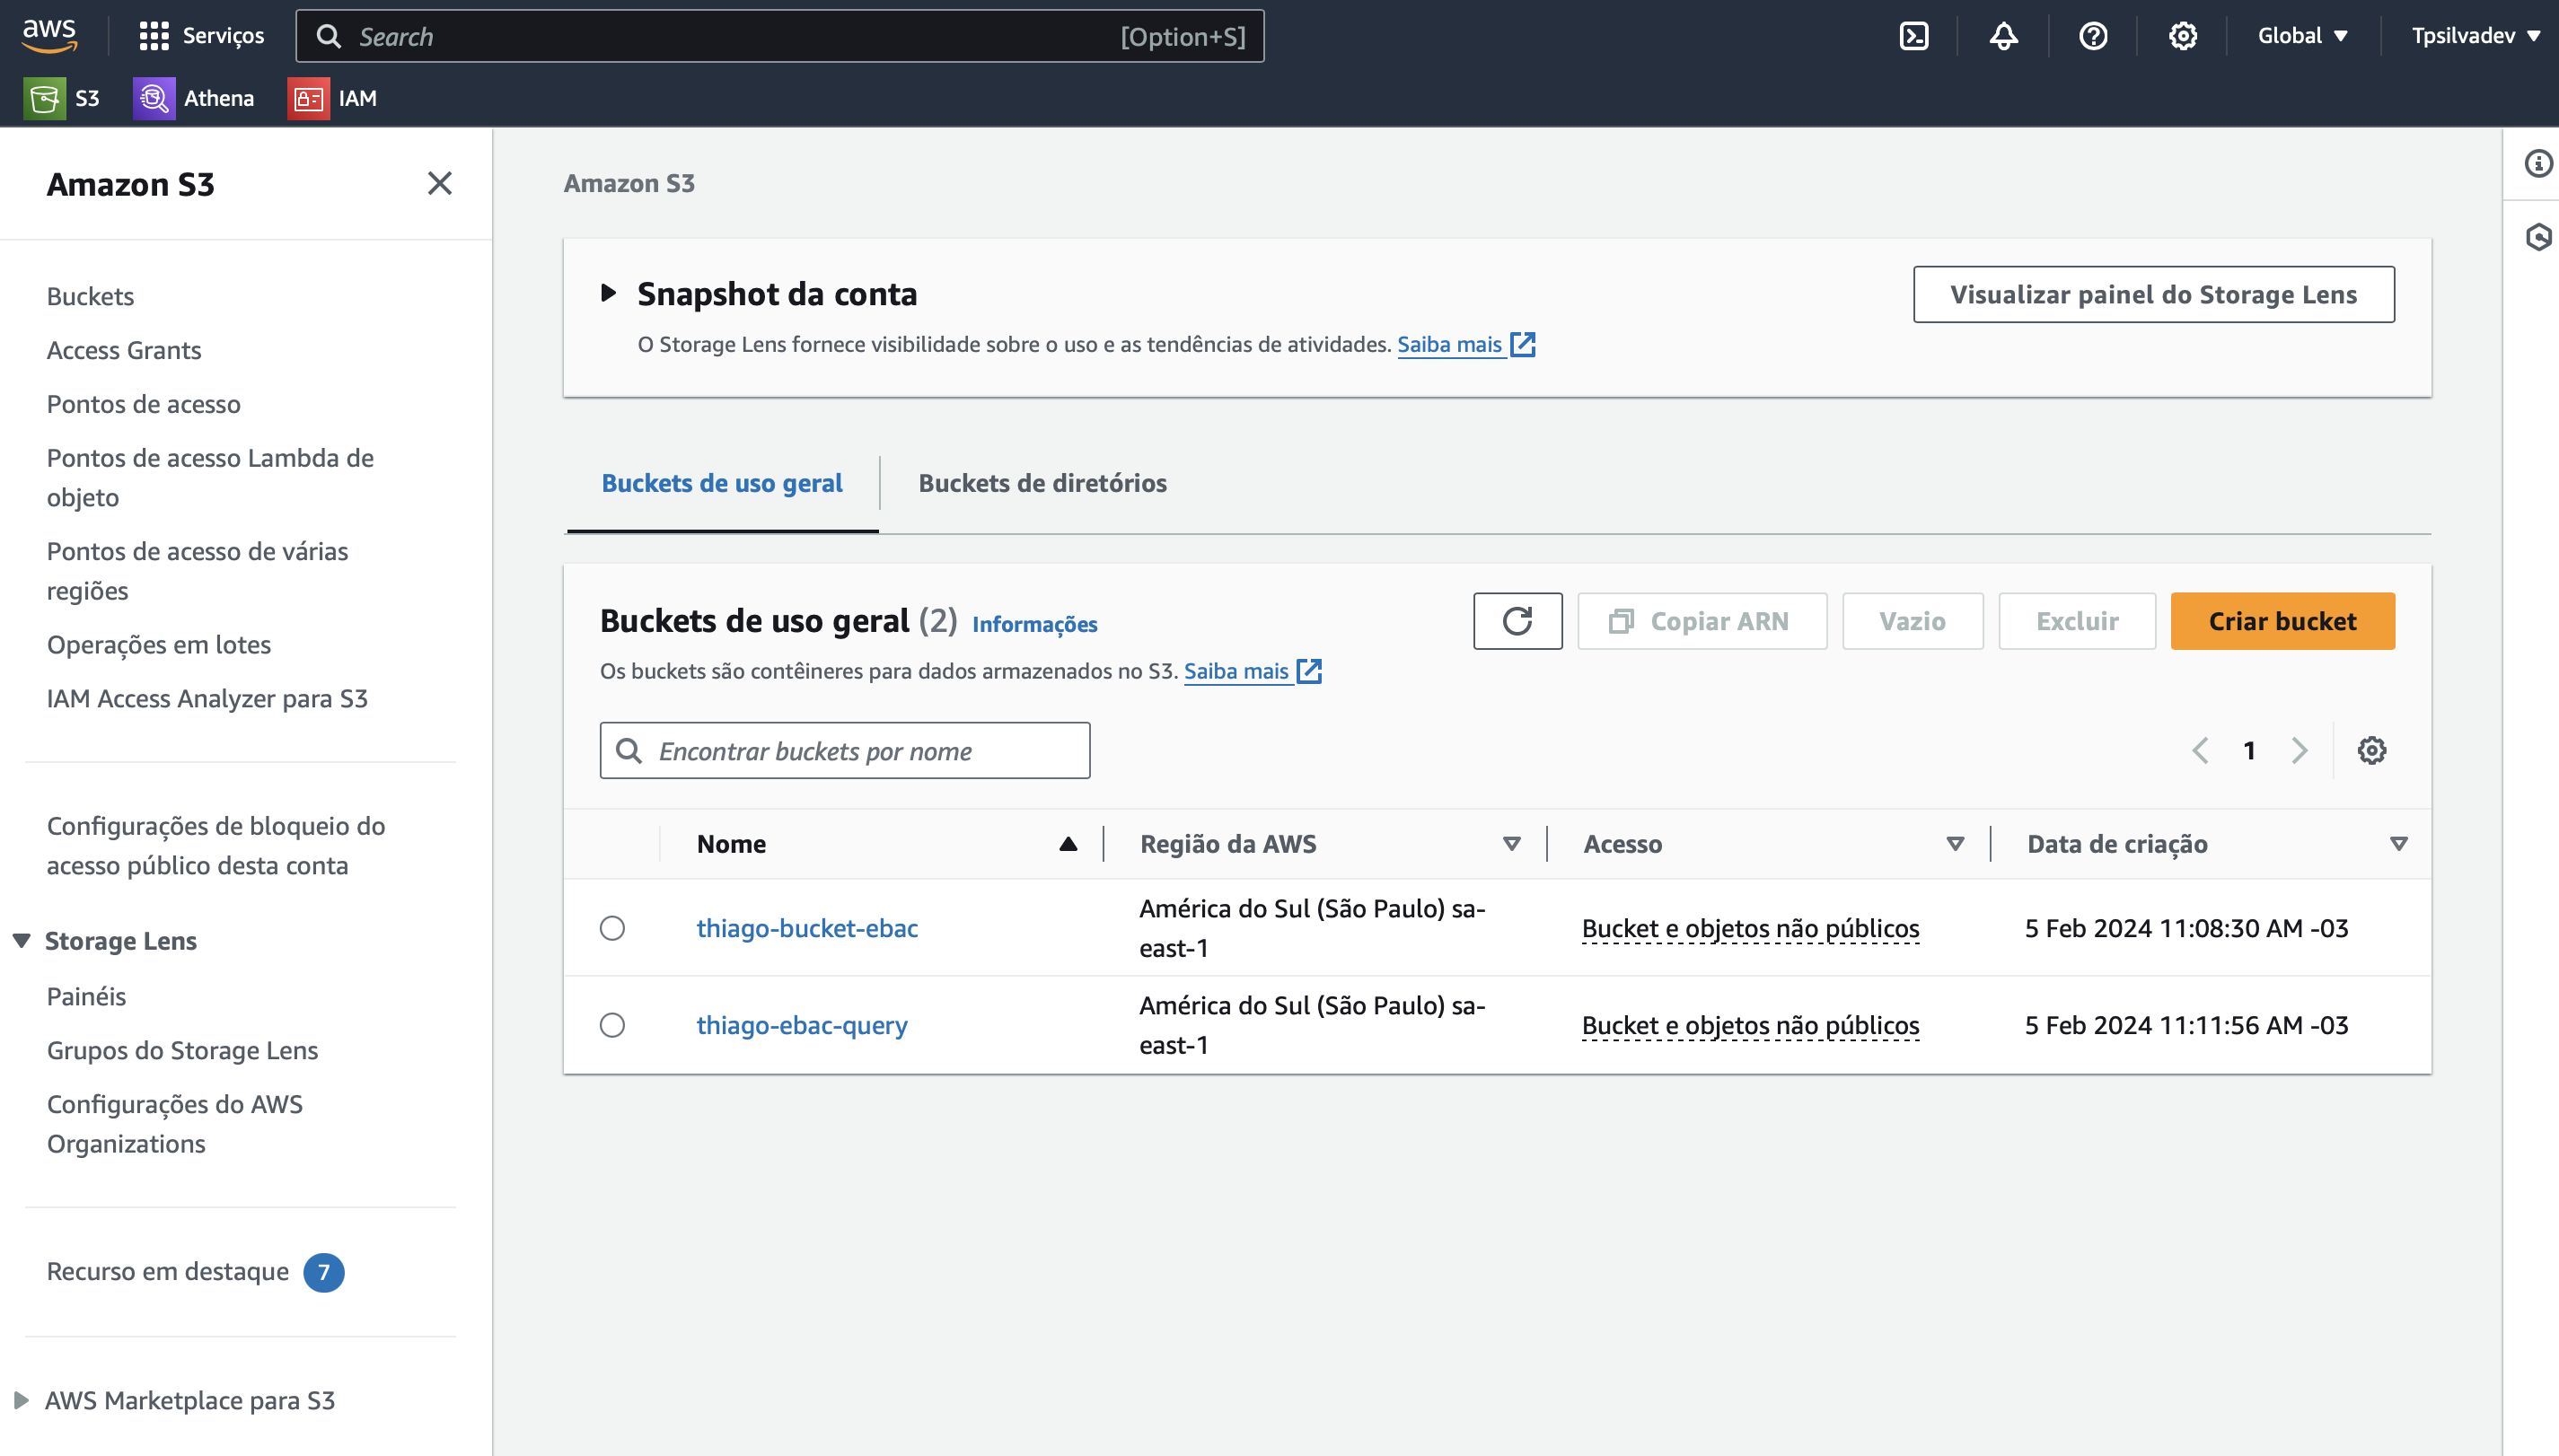 aws
Serviços
Search
[Option+S]
Global
Tpsilvadev
S3
Athena
IAM
Amazon S3
Buckets
Access Grants
Pontos de acesso
Pontos de acesso Lambda de
objeto
Pontos de acesso de várias
regiões
Operações em lotes
IAM Access Analyzer para S3
Configurações de bloqueio do
acesso público desta conta
Storage Lens
Painéis
Grupos do Storage Lens
Configurações do AWS
Organizations
Recurso em destaque 7
AWS Marketplace para S3
Amazon S3
Snapshot da conta
Visualizar painel do Storage Lens
O Storage Lens fornece visibilidade sobre o uso e as tendências de atividades. Saiba mais
Buckets de uso geral
Buckets de diretórios
Buckets de uso geral (2) Informações
Copiar ARN
Vazio
Excluir
Criar bucket
Os buckets são contêineres para dados armazenados no S3. Saiba mais
Encontrar buckets por nome
1
Nome
Região da AWS
Acesso
Data de criação
thiago-bucket-ebac
América do Sul (São Paulo) sa-
east-1
Bucket e objetos não públicos
5 Feb 2024 11:08:30 AM -03
thiago-ebac-query
América do Sul (São Paulo) sa-
east-1
Bucket e objetos não públicos
5 Feb 2024 11:11:56 AM -03